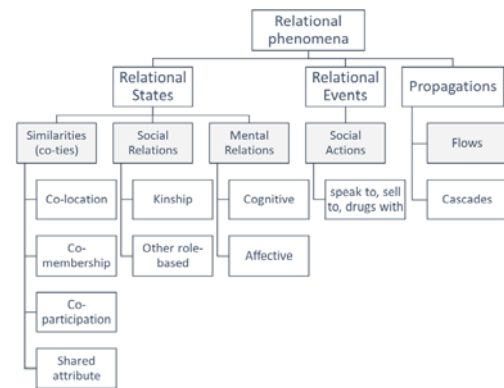 Relational
phenomena
Relational
States
Relational
Events
Propagations
Similarities
(co-ties)
Social
Relations
Mental
Relations
Social
Actions
Flows
Co-location
Kinship
Cognitive
speak to, sell
to, drugs with
Cascades
Co-
membership
Other role-
based
Affective
Co-
participation
Shared
attribute